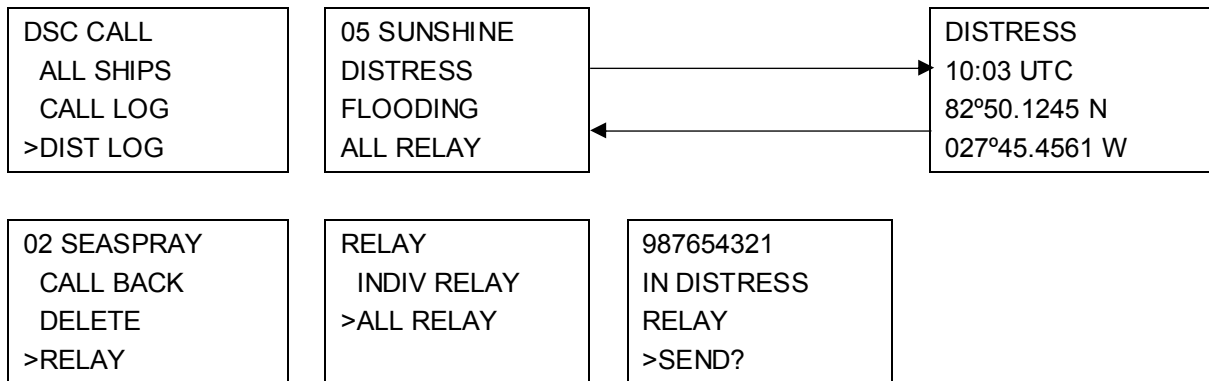 DSC CALL
ALL SHIPS
CALL LOG
>DIST LOG
05 SUNSHINE
DISTRESS
FLOODING
ALL RELAY
DISTRESS
10:03 UTC
82º50.1245 N
027º45.4561 W
02 SEASPRAY
CALL BACK
DELETE
>RELAY
RELAY
INDIV RELAY
>ALL RELAY
987654321
IN DISTRESS
RELAY
>SEND?